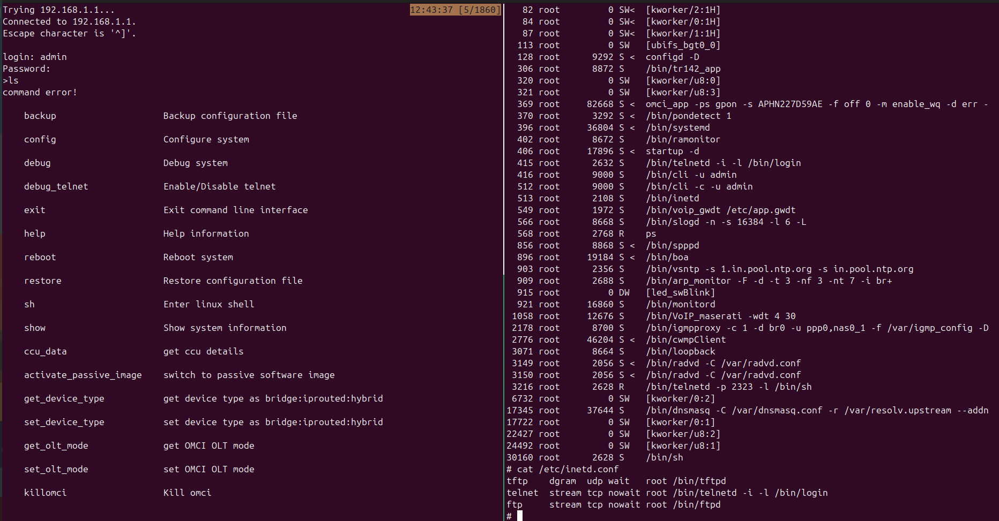 Trying 192.168.1.1...
12:43:37 [5/1860]
Connected to 192.168.1.1.
Escape character is '^]'.
login: admin
Password:
>ls
command error!
backup Backup configuration file
config Configure system
debug Debug system
debug_telnet Enable/Disable telnet
exit Exit command line interface
help Help information
reboot Reboot system
restore Restore configuration file
sh Enter linux shell
show Show system information
ccu_data get ccu details
activate_passive_image switch to passive software image
get_device_type get device type as bridge:iprouted:hybrid
set_device_type set device type as bridge:iprouted:hybrid
get_olt_mode get OMCI OLT mode
set_olt_mode set OMCI OLT mode
killomci Kill omci
82 root 0 SW< [kworker/2:1H]
84 root 0 SW< [kworker/0:1H]
87 root 0 SW< [kworker/1:1H]
113 root 0 SW [ubifs_bgt0_0]
128 root 9292 S < configd -D
306 root 8872 S /bin/tr142_app
320 root 0 SW [kworker/u8:0]
321 root 0 SW [kworker/u8:3]
369 root 82668 S < omci_app -ps gpon -s APHN227D59AE -f off 0 -m enable_wq -d err -
370 root 3292 S < /bin/pondetect 1
396 root 36804 S < /bin/systemd
402 root 8672 S /bin/ramonitor
406 root 17896 S < startup -d
415 root 2632 S /bin/telnetd -i -l /bin/login
416 root 9000 S /bin/cli -u admin
512 root 9000 S /bin/cli -c -u admin
513 root 2108 S /bin/inetd
549 root 1972 S /bin/voip_gwdt /etc/app.gwdt
566 root 8668 S /bin/slogd -n -s 16384 -l 6 -L
568 root 2768 R ps
856 root 8868 S < /bin/spppd
896 root 19184 S < /bin/boa
903 root 2356 S /bin/vsntp -s 1.in.pool.ntp.org -s in.pool.ntp.org
909 root 2688 S /bin/arp_monitor -F -d -t 3 -nf 3 -nt 7 -i br+
915 root 0 DW [led_swBlink]
921 root 16860 S /bin/monitord
1058 root 12676 S /bin/VoIP_maserati -wdt 4 30
2178 root 8700 S /bin/igmpproxy -c 1 -d br0 -u ppp0,nas0_1 -f /var/igmp_config -D
2776 root 46204 S < /bin/cwmpClient
3071 root 8664 S /bin/loopback
3149 root 2056 S < /bin/radvd -C /var/radvd.conf
3150 root 2056 S < /bin/radvd -C /var/radvd.conf
3216 root 2628 R /bin/telnetd -p 2323 -l /bin/sh
6732 root 0 SW [kworker/0:2]
17345 root 37644 S /bin/dnsmasq -C /var/dnsmasq.conf -r /var/resolv.upstream --addn
17722 root 0 SW [kworker/0:1]
22427 root 0 SW [kworker/u8:2]
24492 root 0 SW [kworker/u8:1]
30160 root 2628 S /bin/sh
# cat /etc/inetd.conf
tftp dgram udp wait root /bin/tftpd
telnet stream tcp nowait root /bin/telnetd -i -l /bin/login
ftp stream tcp nowait root /bin/ftpd
#